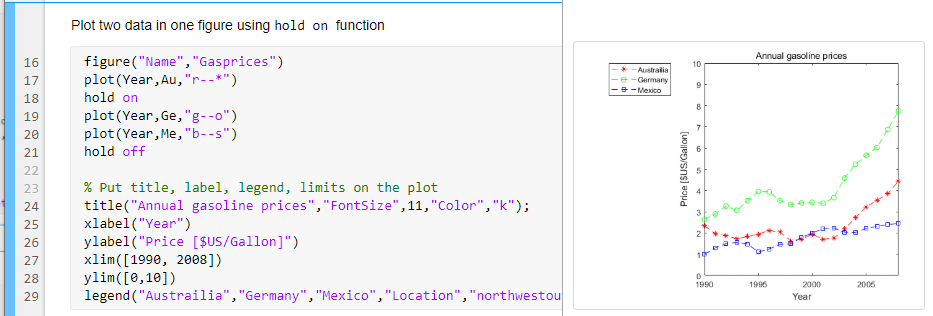 Plot two data in one figure using hold on function
16 figure("Name","Gasprices")
17 plot(Year,Au,"r--*")
18 hold on
19 plot(Year,Ge,"g--o")
20 plot(Year,Me,"b--s")
21 hold off
22
23 % Put title, label, legend, limits on the plot
24 title("Annual gasoline prices","FontSize",11,"Color","k");
25 xlabel("Year")
26 ylabel("Price [$US/Gallon]")
27 xlim([1990, 2008])
28 ylim([0,10])
29 legend("Austrailia","Germany","Mexico","Location","northwestou
Annual gasoline prices
Austrailia
Germany
Mexico
Price [$US/Gallon]
10
9
8
7
6
5
4
3
2
1
0
1990 1995 2000 2005
Year